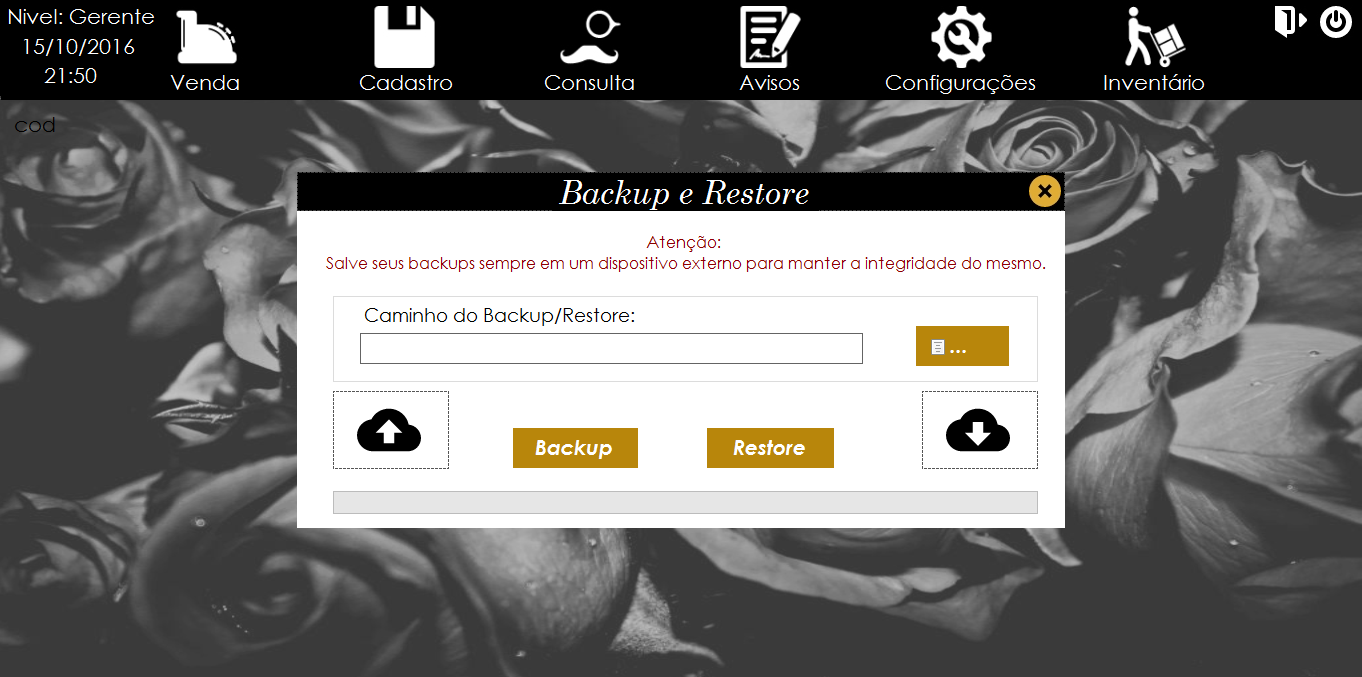 Nivel: Gerente
15/10/2016
21:50
Venda
Cadastro
Consulta
Avisos
Configurações
Inventário
cod
Backup e Restore
Atenção:
Salve seus backups sempre em um dispositivo externo para manter a integridade do mesmo.
Caminho do Backup/Restore:
...
Backup
Restore